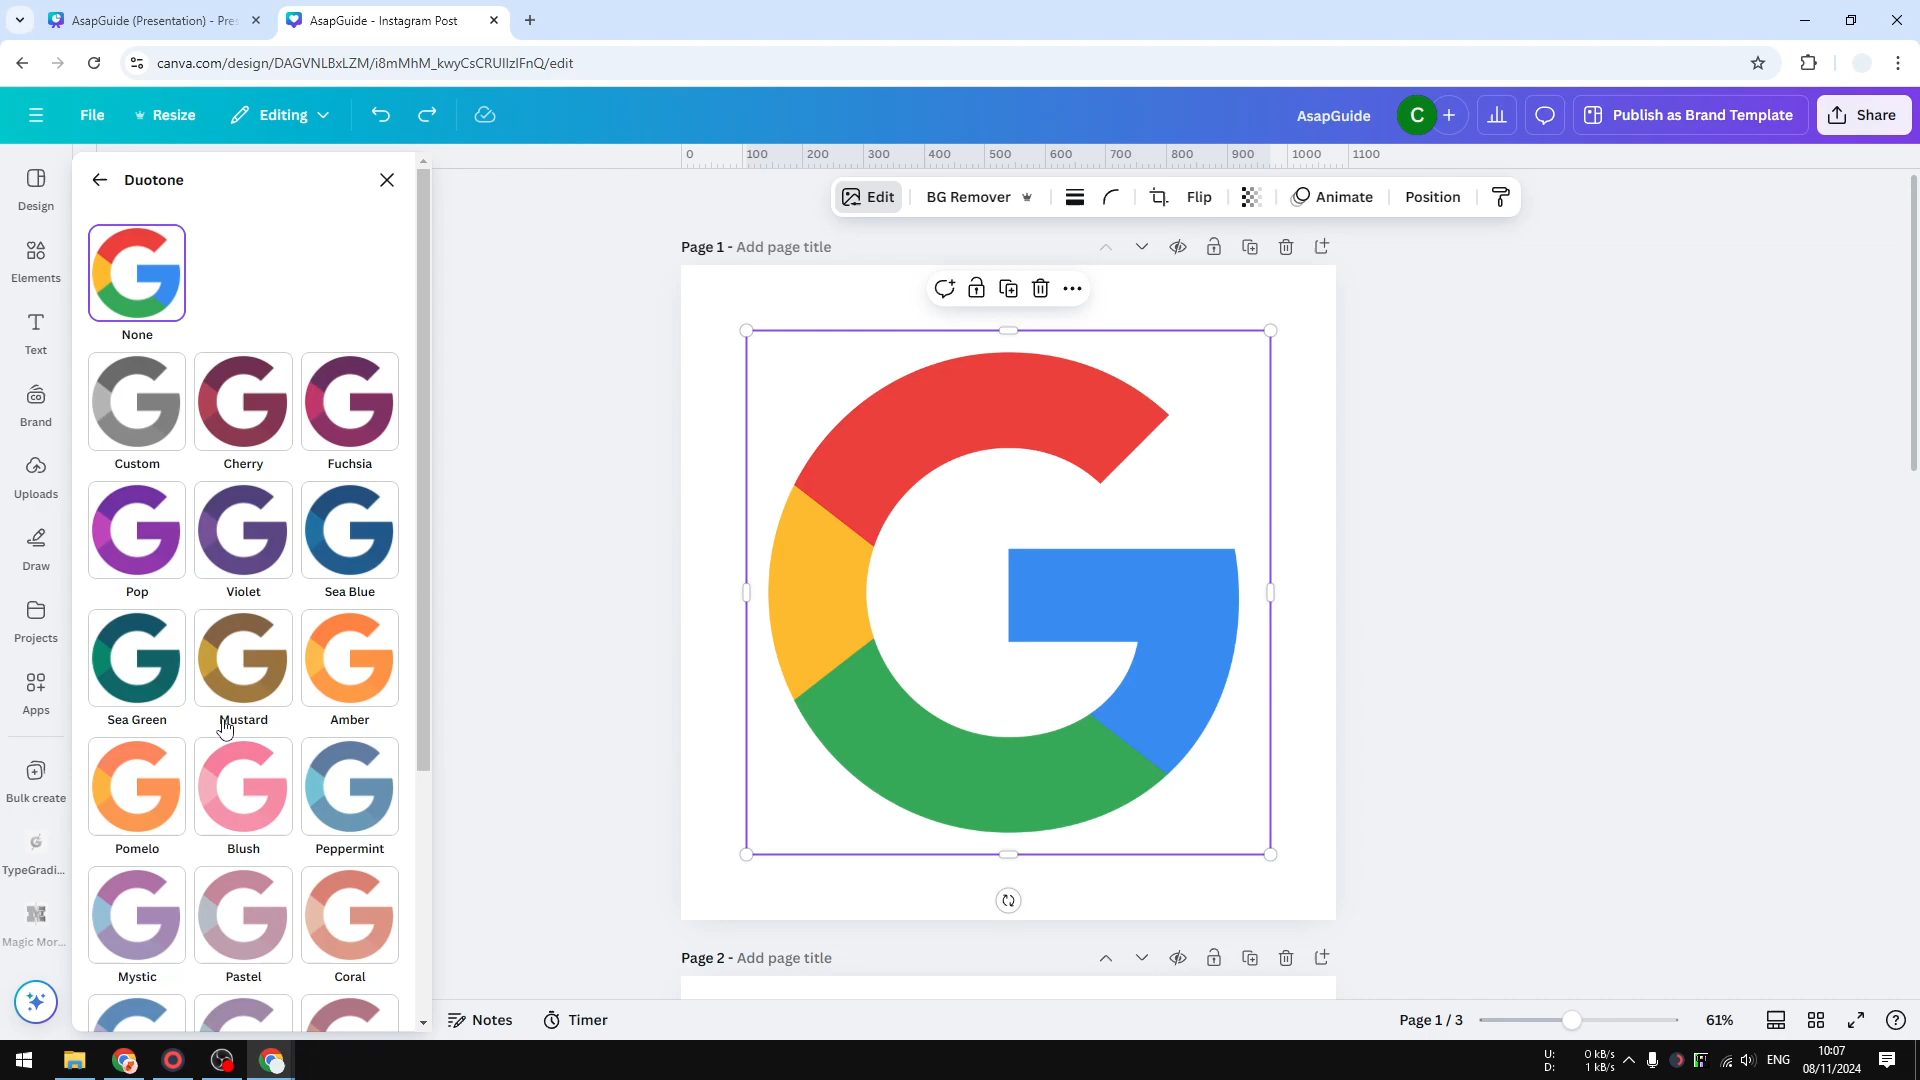 AsapGuide (Presentation) - Pres
AsapGuide - Instagram Post
canva.com/design/DAGVNLBxLZM/i8mMhM_kwyCsCRUIlzIFnQ/edit
File
Resize
Editing
AsapGuide
C
Publish as Brand Template
Share
Design
Elements
Text
Brand
Uploads
Draw
Projects
Apps
Bulk create
TypeGradi...
Magic Mor...
Duotone
None
Custom
Cherry
Fuchsia
Pop
Violet
Sea Blue
Sea Green
Mustard
Amber
Pomelo
Blush
Peppermint
Mystic
Pastel
Coral
0 100 200 300 400 500 600 700 800 900 1000 1100
Edit
BG Remover
Flip
Animate
Position
Page 1 - Add page title
Page 2 - Add page title
Notes
Timer
Page 1 / 3
61%
U: 0 kB/s
D: 1 kB/s
ENG
10:07
08/11/2024